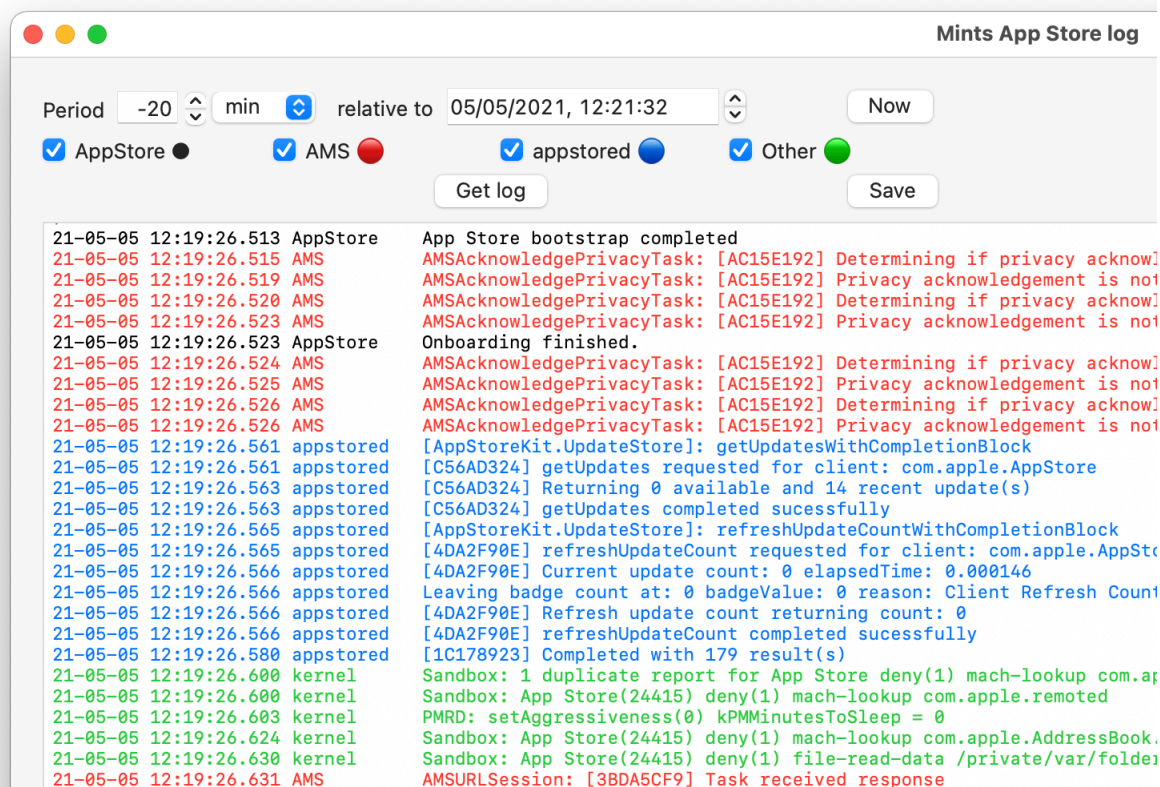 Mints App Store log
Period -20 min relative to 05/05/2021, 12:21:32 Now
AppStore AMS appstored Other
Get log Save
21-05-05 12:19:26.513 AppStore App Store bootstrap completed
21-05-05 12:19:26.515 AMS AMSAcknowledgePrivacyTask: [AC15E192] Determining if privacy acknowl
21-05-05 12:19:26.519 AMS AMSAcknowledgePrivacyTask: [AC15E192] Privacy acknowledgement is not
21-05-05 12:19:26.520 AMS AMSAcknowledgePrivacyTask: [AC15E192] Determining if privacy acknowl
21-05-05 12:19:26.523 AMS AMSAcknowledgePrivacyTask: [AC15E192] Privacy acknowledgement is not
21-05-05 12:19:26.523 AppStore Onboarding finished.
21-05-05 12:19:26.524 AMS AMSAcknowledgePrivacyTask: [AC15E192] Determining if privacy acknowl
21-05-05 12:19:26.525 AMS AMSAcknowledgePrivacyTask: [AC15E192] Privacy acknowledgement is not
21-05-05 12:19:26.526 AMS AMSAcknowledgePrivacyTask: [AC15E192] Determining if privacy acknowl
21-05-05 12:19:26.526 AMS AMSAcknowledgePrivacyTask: [AC15E192] Privacy acknowledgement is not
21-05-05 12:19:26.561 appstored [AppStoreKit.UpdateStore]: getUpdatesWithCompletionBlock
21-05-05 12:19:26.561 appstored [C56AD324] getUpdates requested for client: com.apple.AppStore
21-05-05 12:19:26.563 appstored [C56AD324] Returning 0 available and 14 recent update(s)
21-05-05 12:19:26.563 appstored [C56AD324] getUpdates completed sucessfully
21-05-05 12:19:26.565 appstored [AppStoreKit.UpdateStore]: refreshUpdateCountWithCompletionBlock
21-05-05 12:19:26.565 appstored [4DA2F90E] refreshUpdateCount requested for client: com.apple.AppSto
21-05-05 12:19:26.566 appstored [4DA2F90E] Current update count: 0 elapsedTime: 0.000146
21-05-05 12:19:26.566 appstored Leaving badge count at: 0 badgeValue: 0 reason: Client Refresh Count
21-05-05 12:19:26.566 appstored [4DA2F90E] Refresh update count returning count: 0
21-05-05 12:19:26.566 appstored [4DA2F90E] refreshUpdateCount completed sucessfully
21-05-05 12:19:26.580 appstored [1C178923] Completed with 179 result(s)
21-05-05 12:19:26.600 kernel Sandbox: 1 duplicate report for App Store deny(1) mach-lookup com.ap
21-05-05 12:19:26.600 kernel Sandbox: App Store(24415) deny(1) mach-lookup com.apple.remoted
21-05-05 12:19:26.603 kernel PMRD: setAggressiveness(0) kPMMinutesToSleep = 0
21-05-05 12:19:26.624 kernel Sandbox: App Store(24415) deny(1) mach-lookup com.apple.AddressBook.
21-05-05 12:19:26.630 kernel Sandbox: App Store(24415) deny(1) file-read-data /private/var/folder
21-05-05 12:19:26.631 AMS AMSURLSession: [3BDA5CF9] Task received response